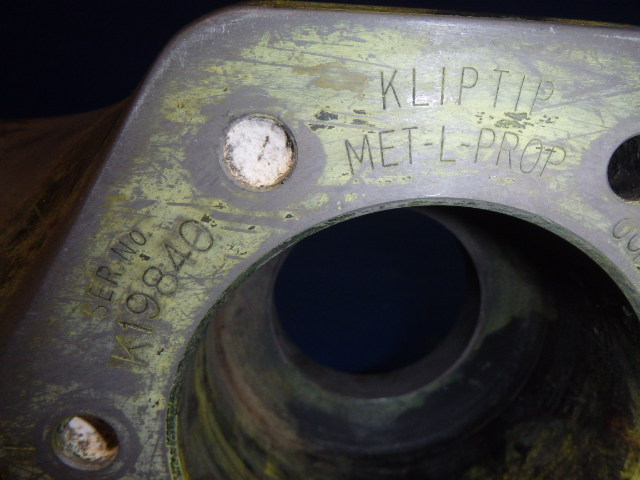 KLIPTIP
MET-L-PROP
SER. NO.
K19840